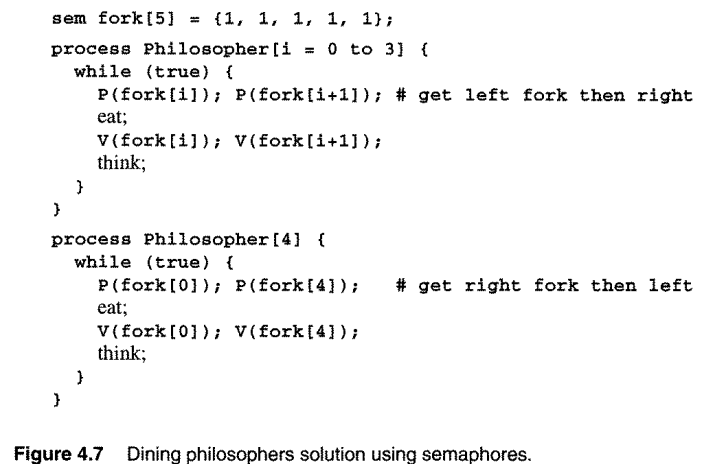 sem fork[5] = {1, 1, 1, 1, 1};
process Philosopher[i = 0 to 3] {
while (true) {
P(fork[i]); P(fork[i+1]); # get left fork then right
eat;
V(fork[i]); V(fork[i+1]);
think;
}
}
process Philosopher[4] {
while (true) {
P(fork[0]); P(fork[4]); # get right fork then left
eat;
V(fork[0]); V(fork[4]);
think;
}
}
Figure 4.7 Dining philosophers solution using semaphores.